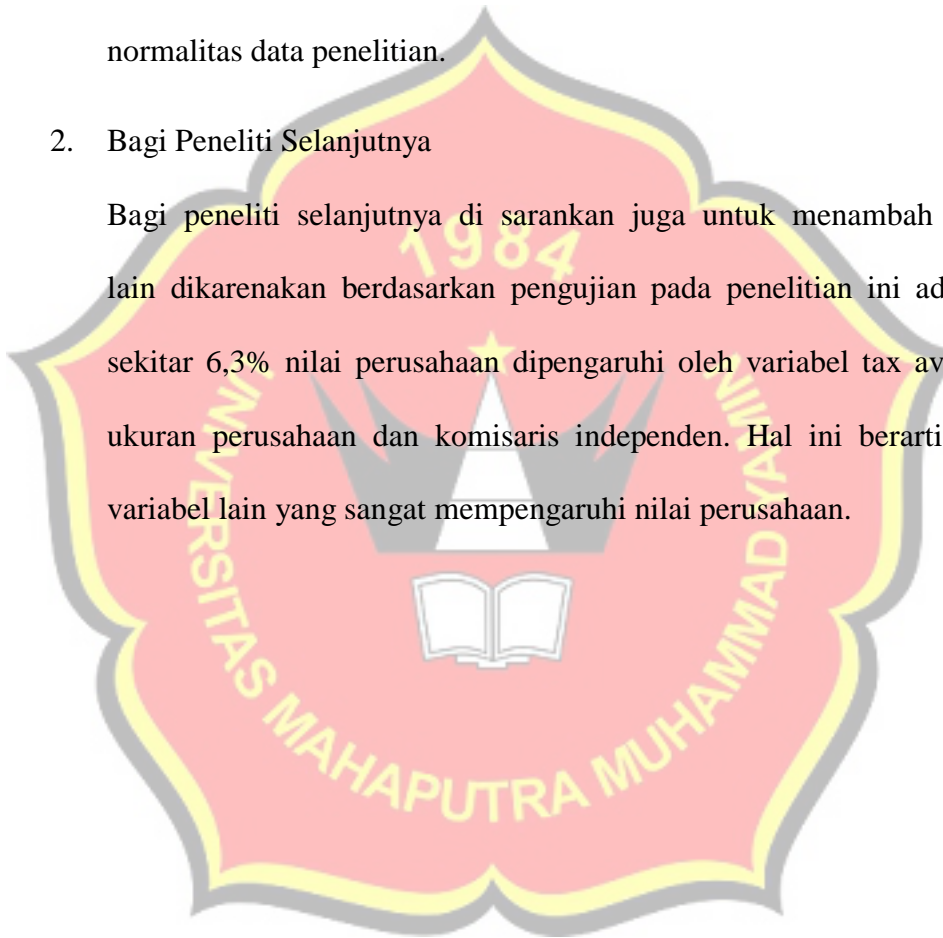 normalitas data penelitian.
2. Bagi Peneliti Selanjutnya
Bagi peneliti selanjutnya di sarankan juga untuk menambah
lain dikarenakan berdasarkan pengujian pada penelitian ini ad
sekitar 6,3% nilai perusahaan dipengaruhi oleh variabel tax av
ukuran perusahaan dan komisaris independen. Hal ini berarti
variabel lain yang sangat mempengaruhi nilai perusahaan.
1984
UNIVERSITAS MAHAPUTRA MUHAMMAD YAMIN